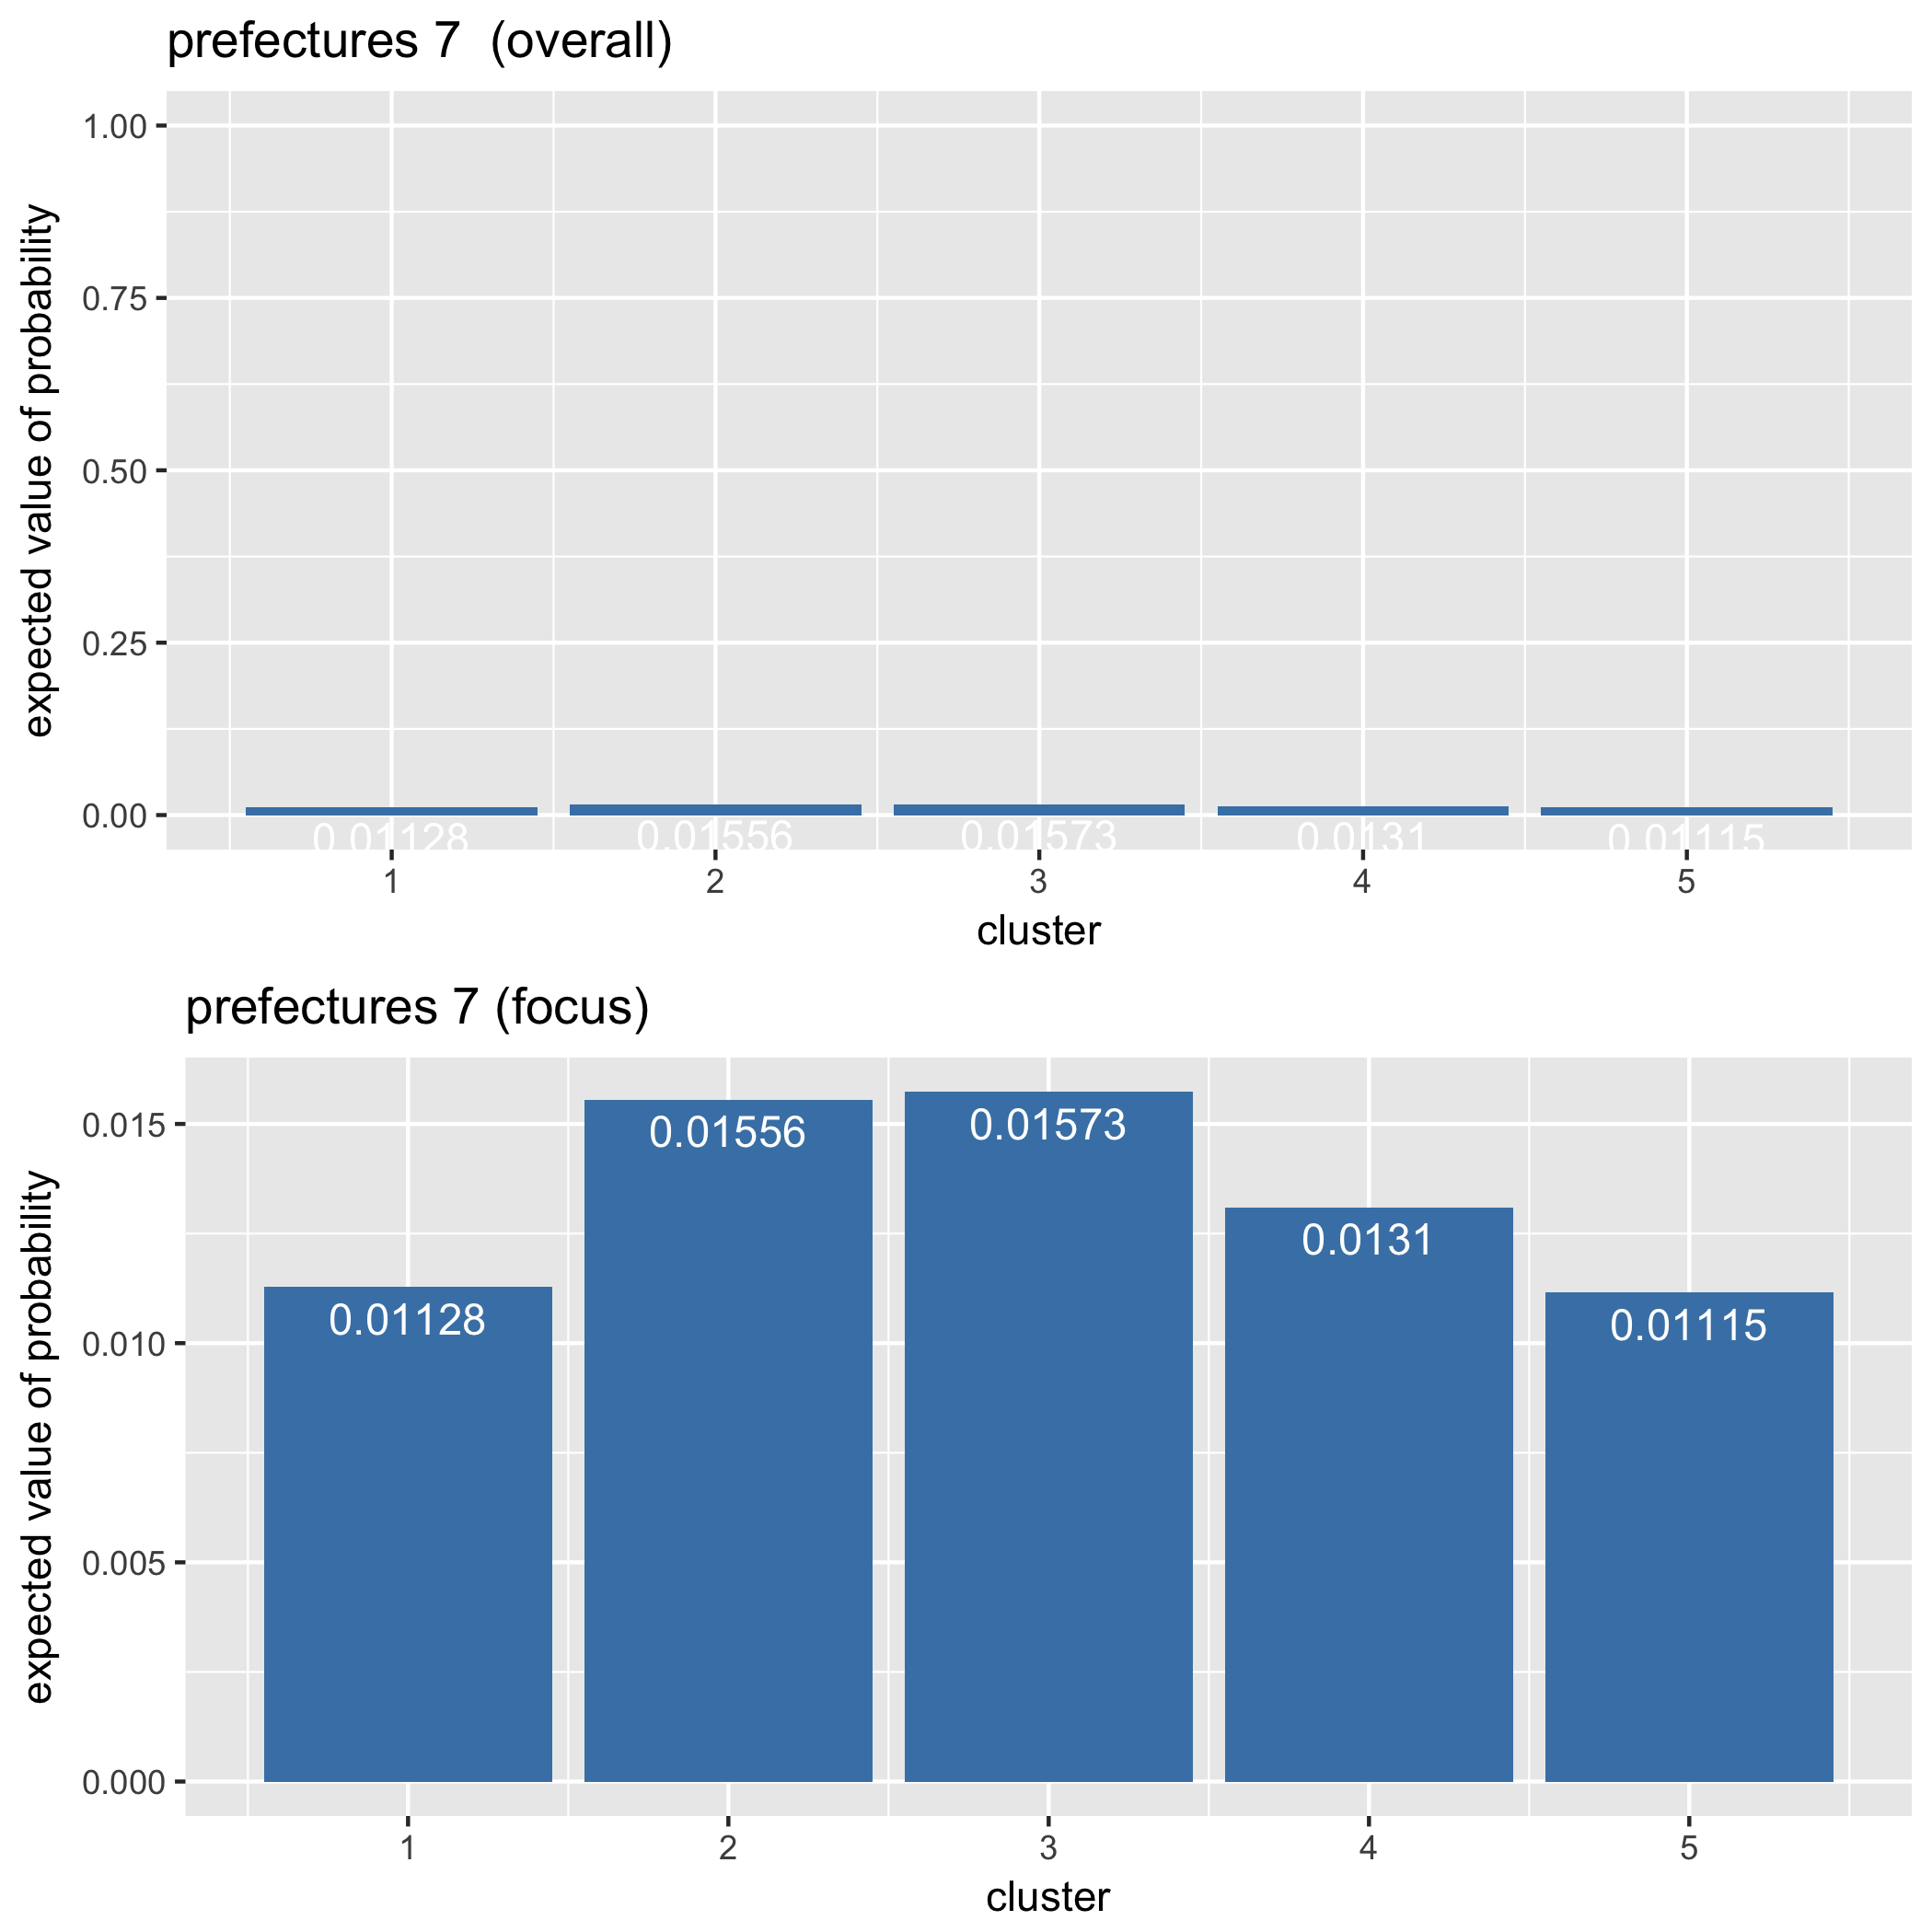 prefectures 7  (overall)
expected value of probability
1.00
0.75
0.50
0.25
0.00
0.01128 0.01556 0.01573 0.0131 0.01115
1 2 3 4 5
cluster
prefectures 7 (focus)
expected value of probability
0.015
0.010
0.005
0.000
0.01128 0.01556 0.01573 0.0131 0.01115
1 2 3 4 5
cluster